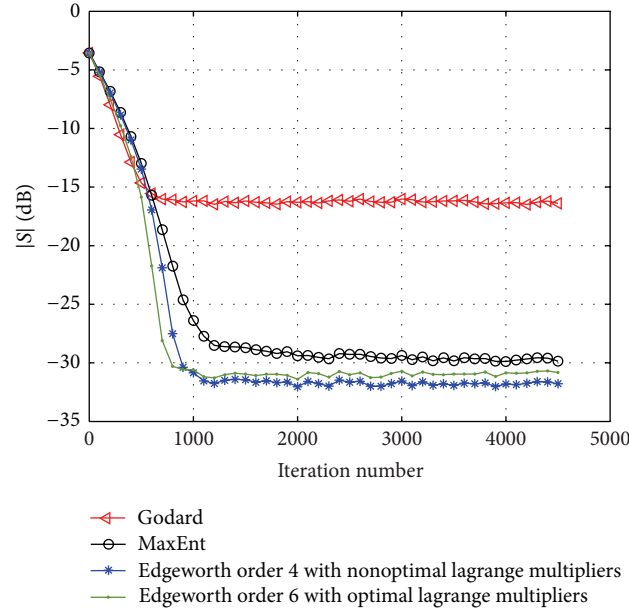 0
−5
−10
−15
−20
−25
−30
−35
|S| (dB)
0 1000 2000 3000 4000 5000
Iteration number
Godard
MaxEnt
Edgeworth order 4 with nonoptimal lagrange multipliers
Edgeworth order 6 with optimal lagrange multipliers